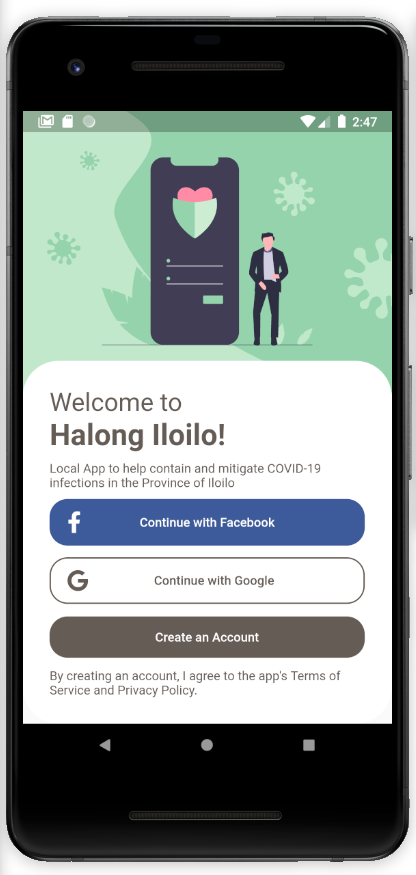 2:47
Welcome to
Halong Iloilo!
Local App to help contain and mitigate COVID-19
infections in the Province of Iloilo
Continue with Facebook
Continue with Google
Create an Account
By creating an account, I agree to the app's Terms of
Service and Privacy Policy.